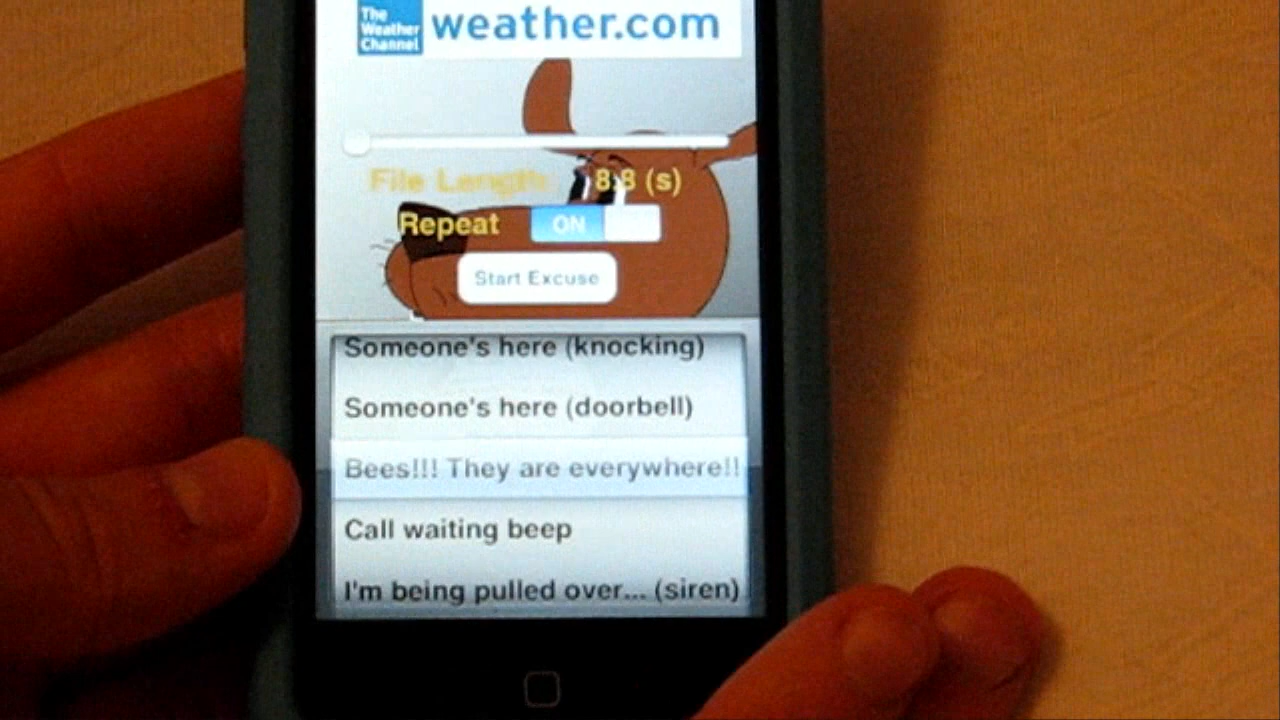 The
Weather
Channel
weather.com
File Length: 8.8 (s)
Repeat ON
Start Excuse
Someone's here (knocking)
Someone's here (doorbell)
Bees!!! They are everywhere!!
Call waiting beep
I'm being pulled over... (siren)